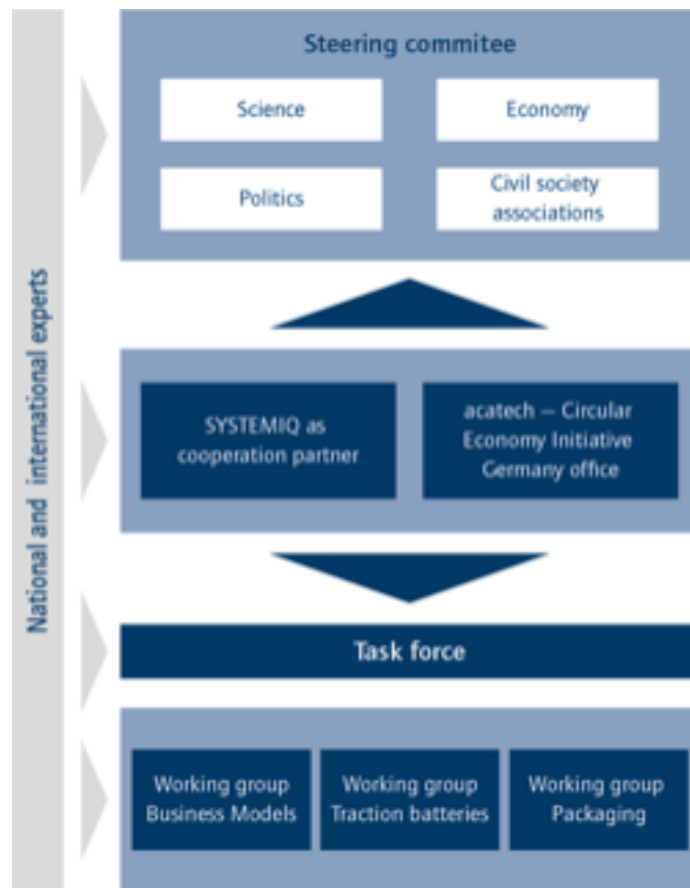 Steering commitee
Science
Economy
Politics
Civil society
associations
National and international experts
SYSTEMIQ as
cooperation partner
acatech — Circular
Economy Initiative
Germany office
Task force
Working group
Business Models
Working group
Traction batteries
Working group
Packaging